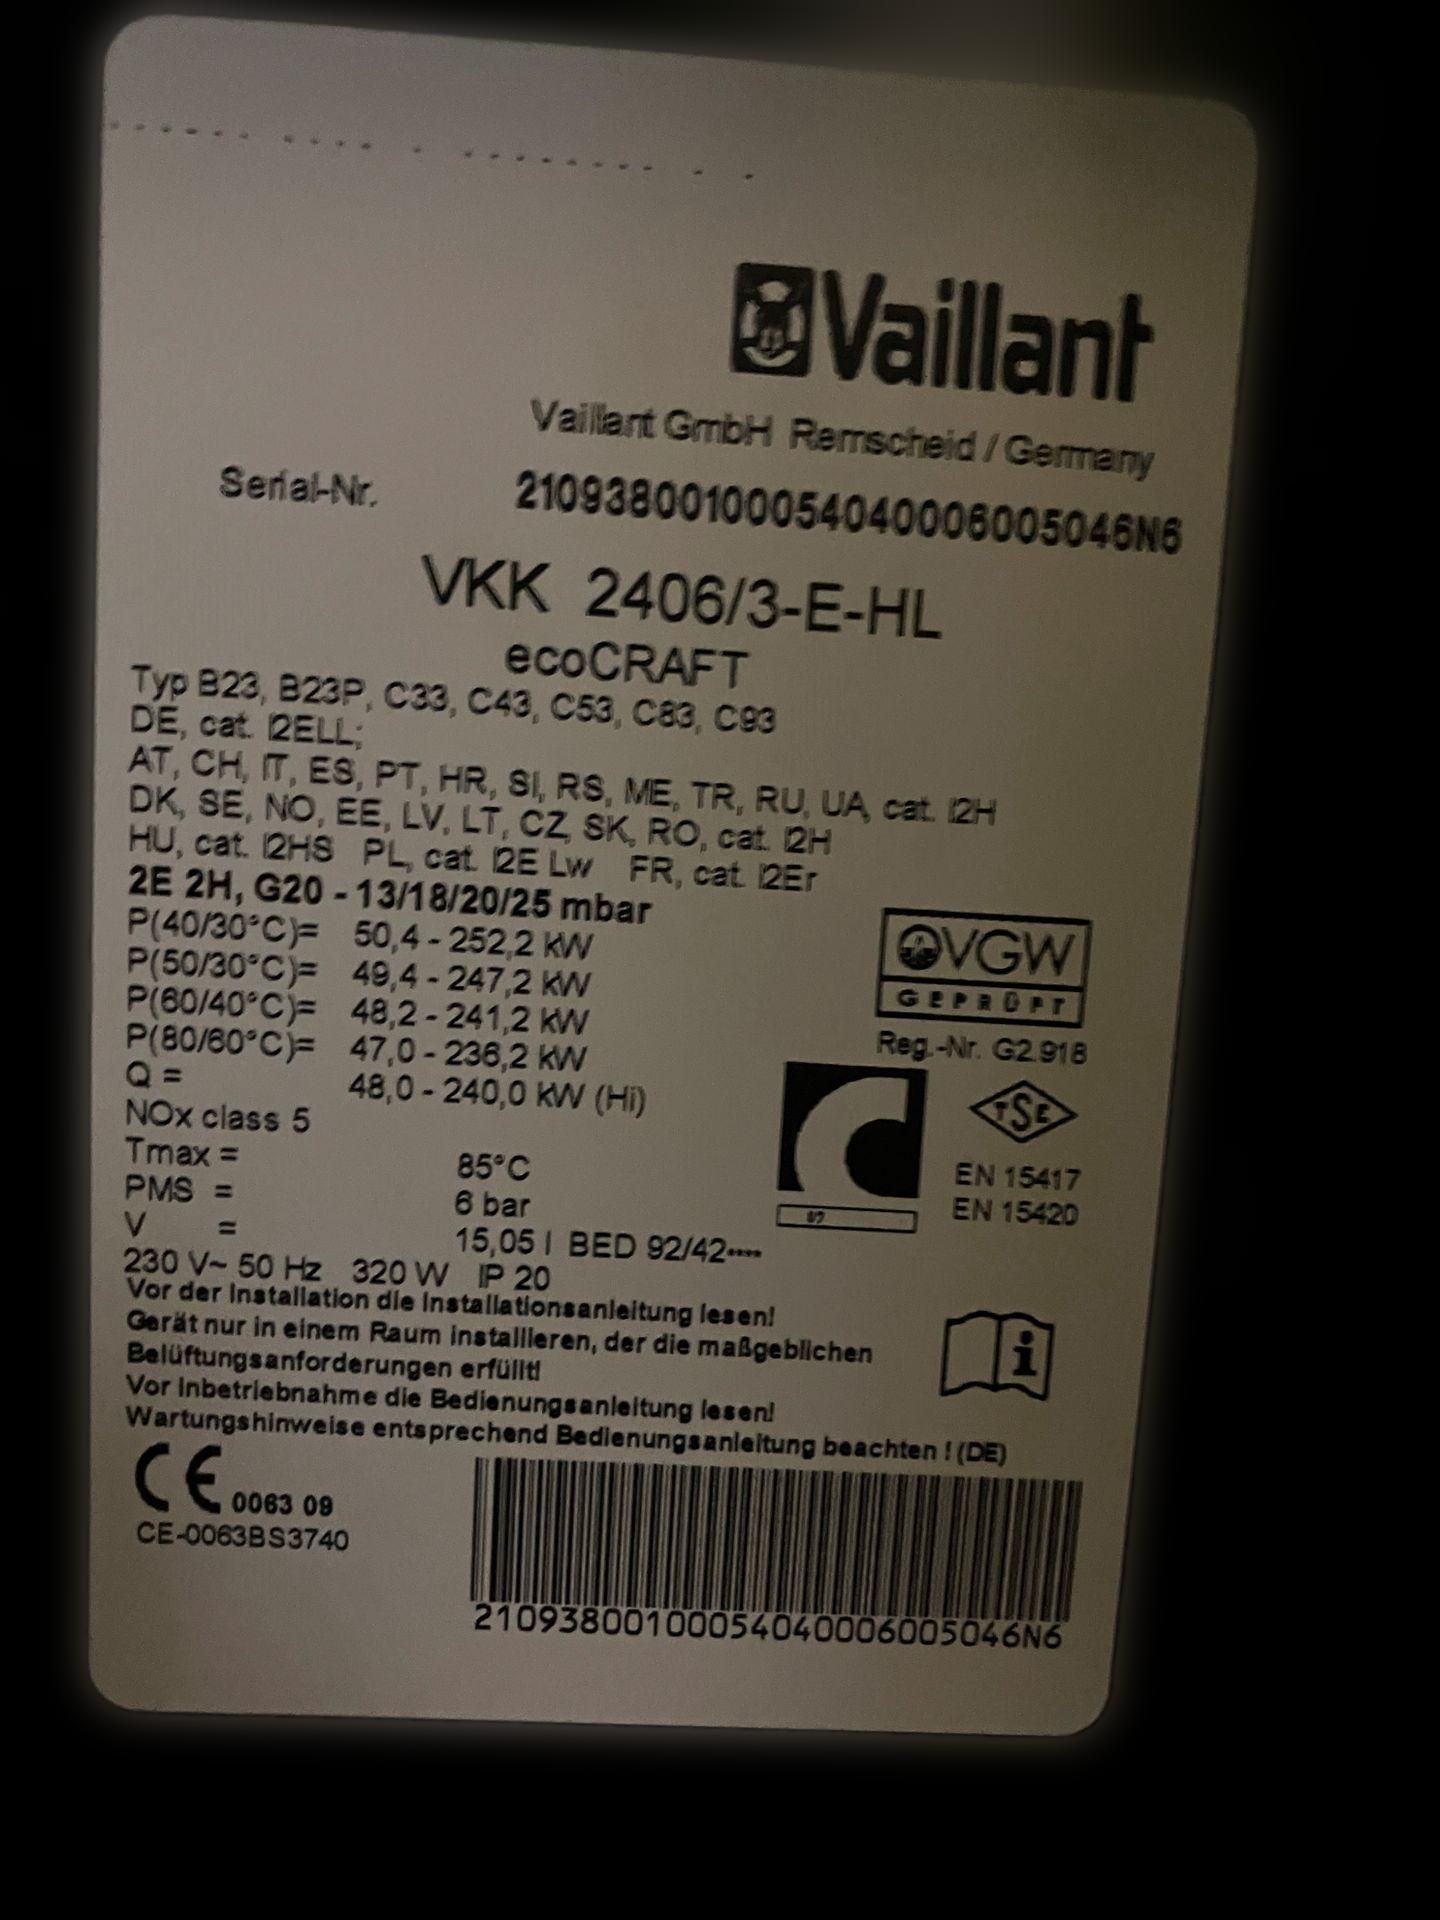 Vaillant
Vaillant GmbH Remscheid / Germany
Serial-Nr. 21093800100054040006005046N6
VKK 2406/3-E-HL
ecoCRAFT
Typ B23, B23P, C33, C43, C53, C83, C93
DE, cat. I2ELL;
AT, CH, IT, ES, PT, HR, SI, RS, ME, TR, RU, UA, cat. I2H
DK, SE, NO, EE, LV, LT, CZ, SK, RO, cat. I2H
HU, cat. I2HS PL, cat. I2E Lw FR, cat. I2Er
2E 2H, G20 - 13/18/20/25 mbar
P(40/30°C)= 50,4 - 252,2 kW
P(50/30°C)= 49,4 - 247,2 kW
P(60/40°C)= 48,2 - 241,2 kW
P(80/60°C)= 47,0 - 236,2 kW
Q = 48,0 - 240,0 kW (Hi)
NOx class 5
Tmax = 85°C
PMS = 6 bar
V = 15,05 l BED 92/42····
230 V~ 50 Hz 320 W IP 20
DVGW
GEPRÜFT
Reg.-Nr. G2.918
TSE
EN 15417
EN 15420
Vor der Installation die Installationsanleitung lesen!
Gerät nur in einem Raum installieren, der die maßgeblichen
Belüftungsanforderungen erfüllt!
Vor Inbetriebnahme die Bedienungsanleitung lesen!
Wartungshinweise entsprechend Bedienungsanleitung beachten ! (DE)
i
CE 0063 09
CE-0063BS3740
21093800100054040006005046N6